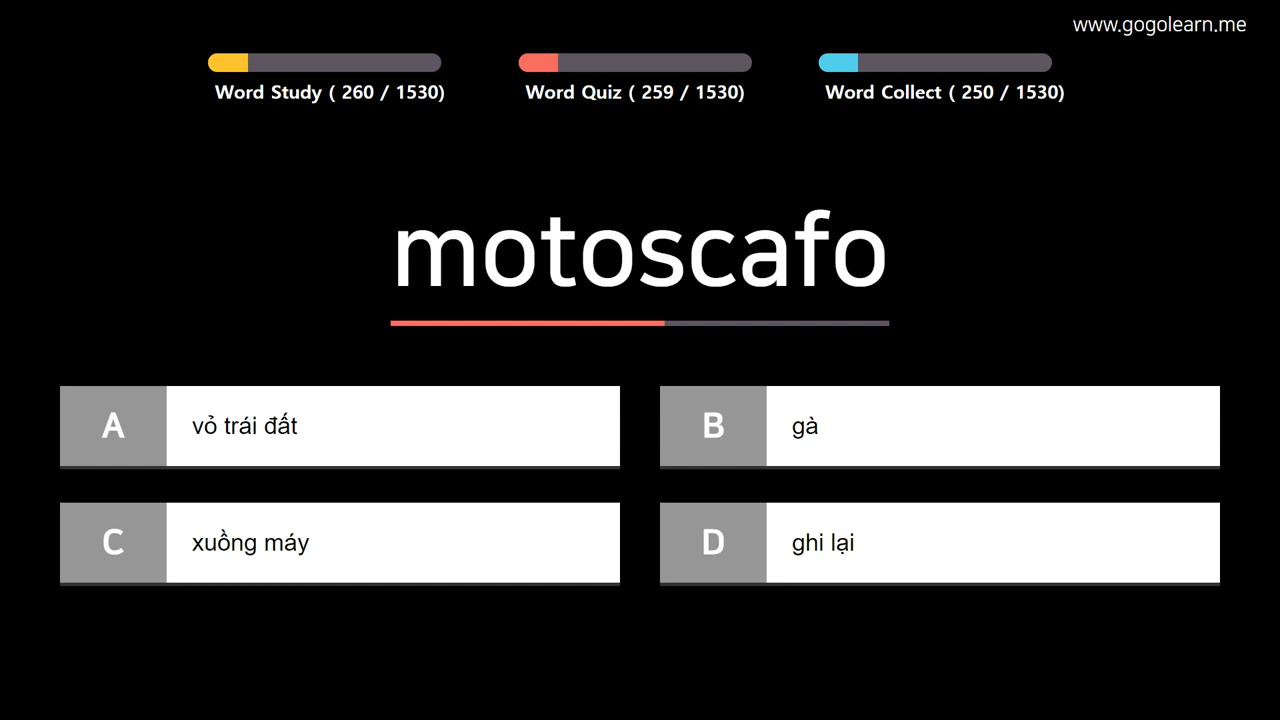 www.gogolearn.me
Word Study ( 260 / 1530)
Word Quiz ( 259 / 1530)
Word Collect ( 250 / 1530)
motoscafo
A vỏ trái đất
B gà
C xuồng máy
D ghi lại